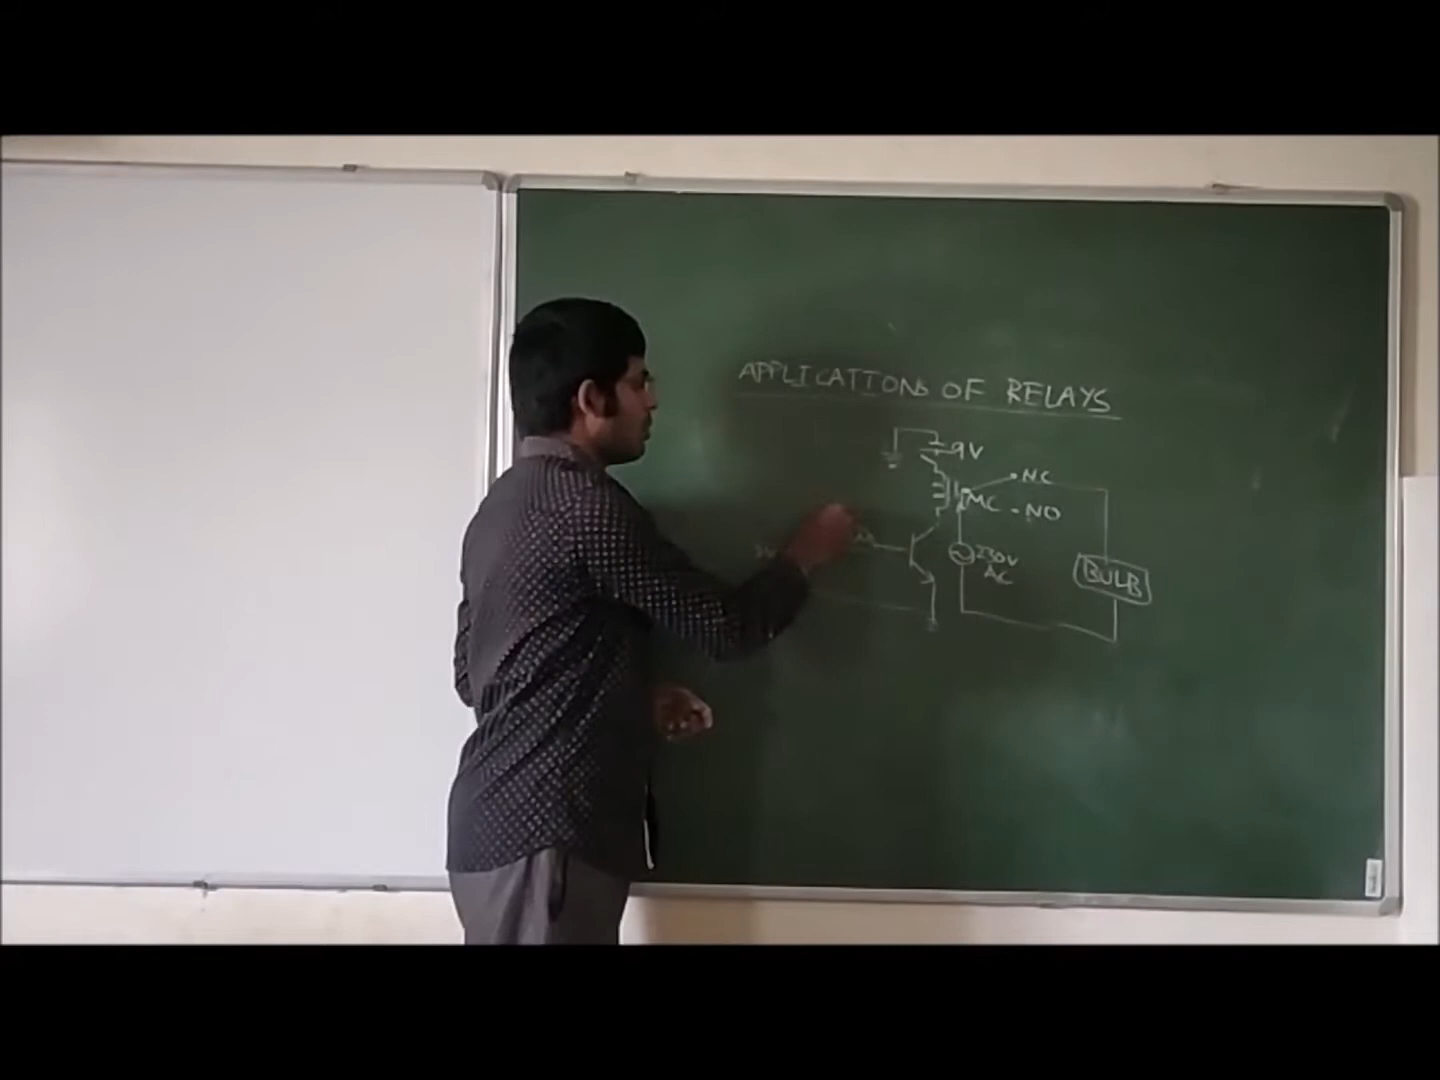 APPLICATIONS OF RELAYS
9V
NC
MC
NO
230V
AC
BULB